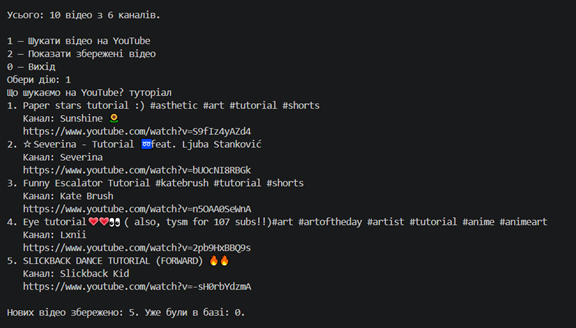 Усього: 10 відео з 6 каналів.
1 — Шукати відео на YouTube
2 — Показати збережені відео
0 — Вихід
Обери дію: 1
Що шукаємо на YouTube? туторіал
1. Paper stars tutorial :) #asthetic #art #tutorial #shorts
Канал: Sunshine 🌻
https://www.youtube.com/watch?v=S9fIz4yAZd4
2. ☆Severina - Tutorial ➿feat. Ljuba Stanković
Канал: Severina
https://www.youtube.com/watch?v=bUOcNI8RBGk
3. Funny Escalator Tutorial #katebrush #tutorial #shorts
Канал: Kate Brush
https://www.youtube.com/watch?v=n5OAA0SeWnA
4. Eye tutorial❤️❤️👀( also, tysm for 107 subs!!)#art #artoftheday #artist #tutorial #anime #animeart
Канал: Lxnii
https://www.youtube.com/watch?v=2pb9HxBBQ9s
5. SLICKBACK DANCE TUTORIAL (FORWARD) 🔥🔥
Канал: Slickback Kid
https://www.youtube.com/watch?v=-sH0rbYdzmA
Нових відео збережено: 5. Уже були в базі: 0.